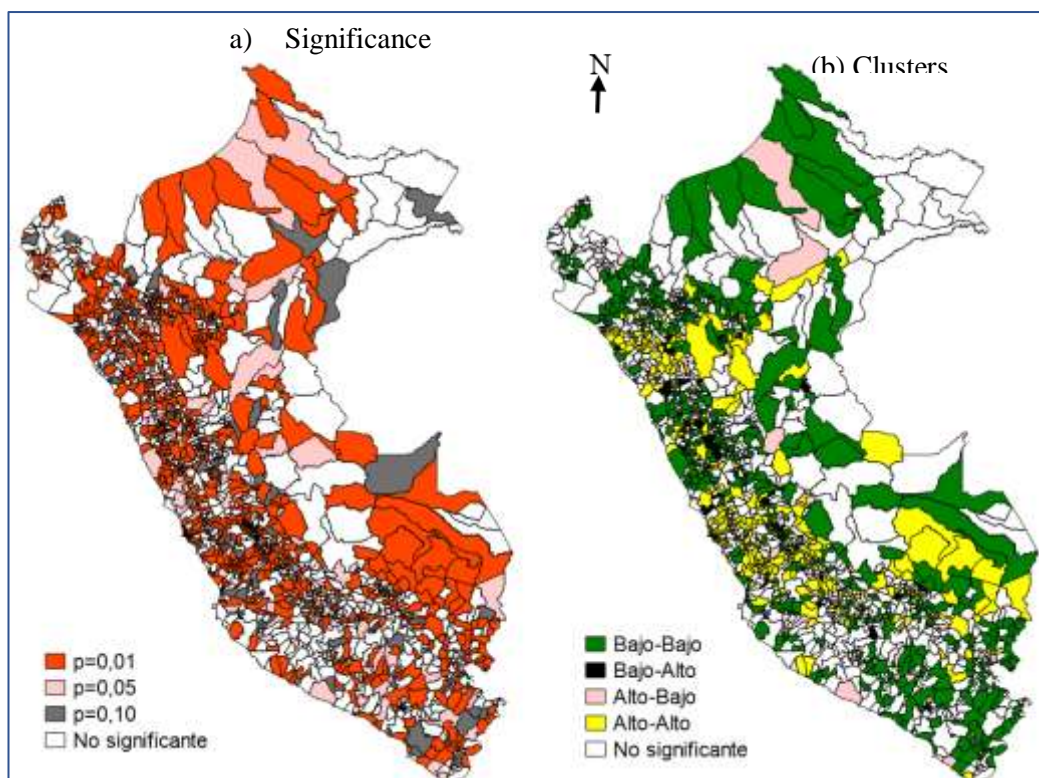 a) Significance
N
(b) Clusters
p=0,01
p=0,05
p=0,10
No significante
Bajo-Bajo
Bajo-Alto
Alto-Bajo
Alto-Alto
No significante